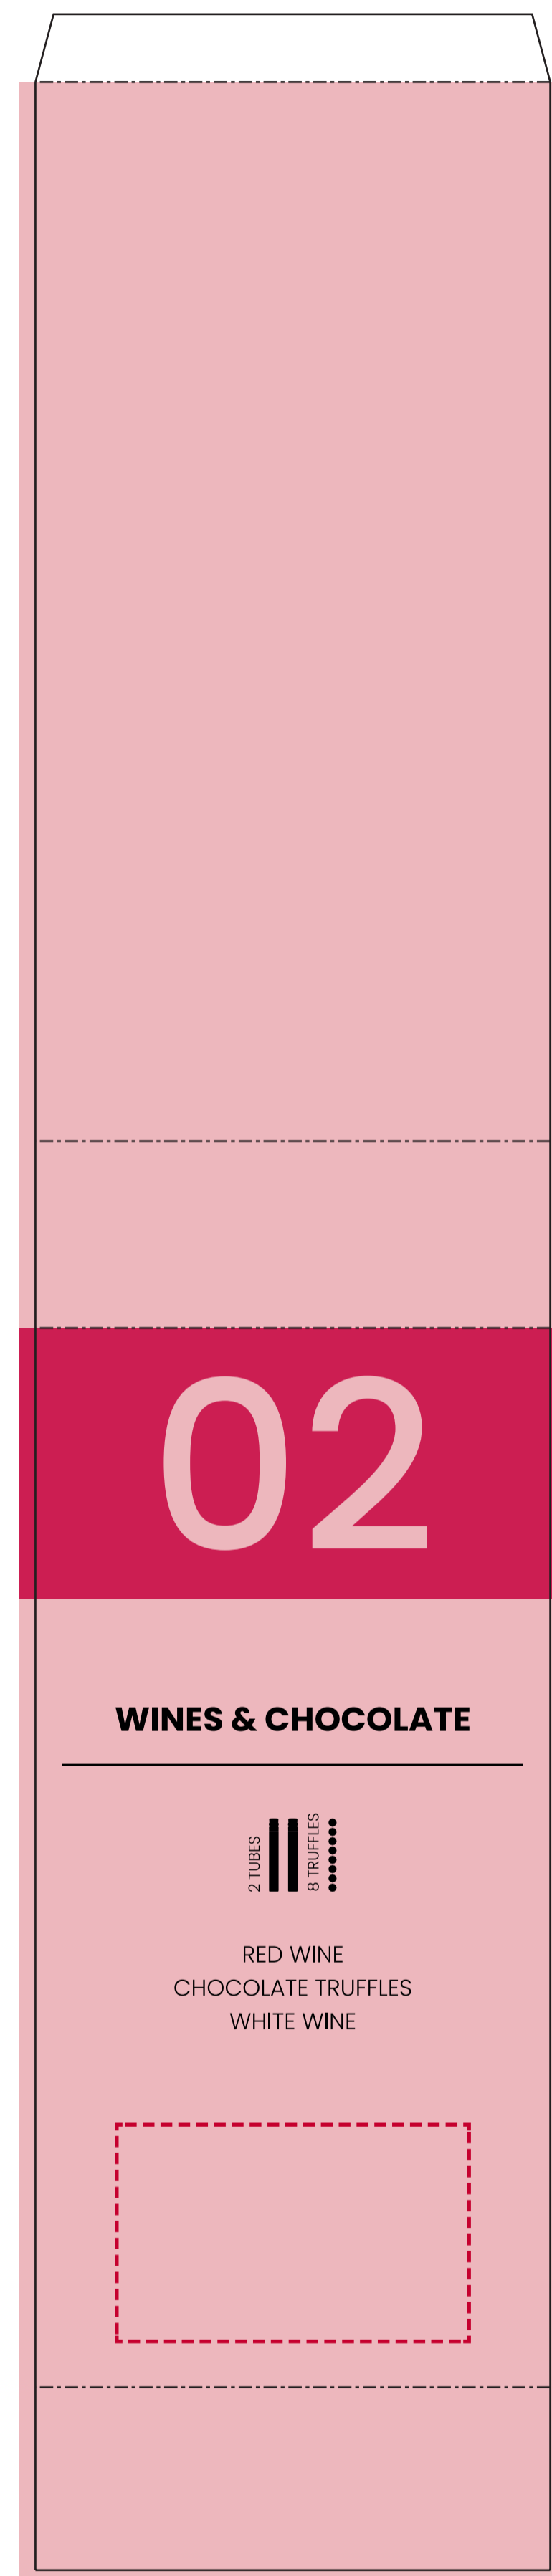 02
WINES & CHOCOLATE
2 TUBES
8 TRUFFLES
RED WINE
CHOCOLATE TRUFFLES
WHITE WINE